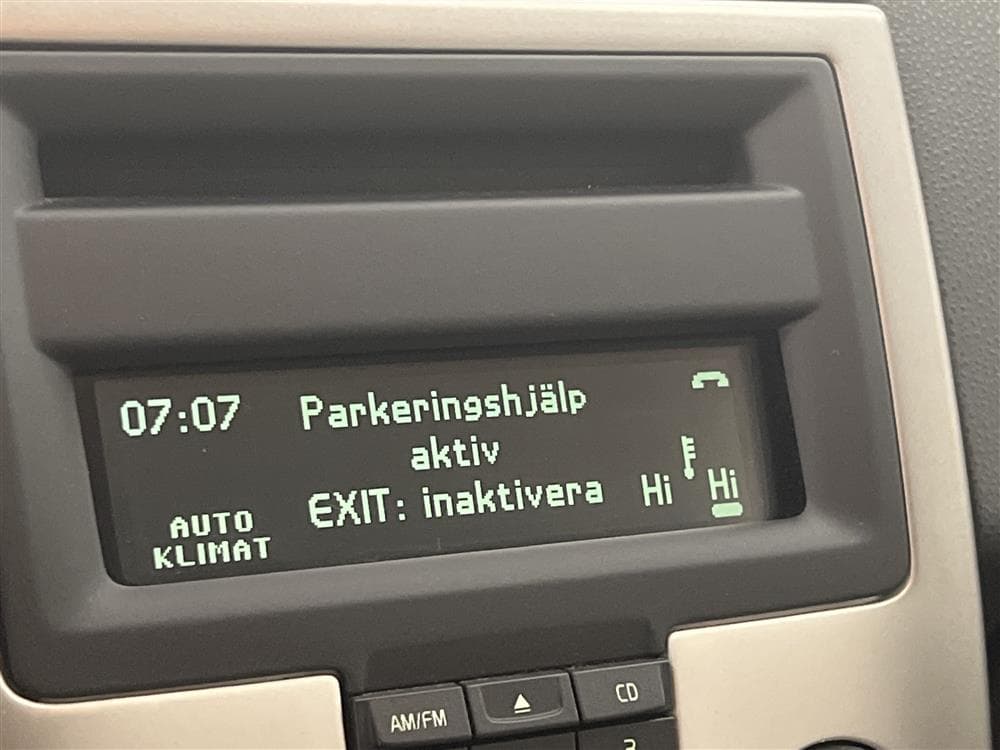 07:07 Parkeringshjälp
aktiv
EXIT: inaktivera Hi Hi
AUTO
KLIMAT
AM/FM CD